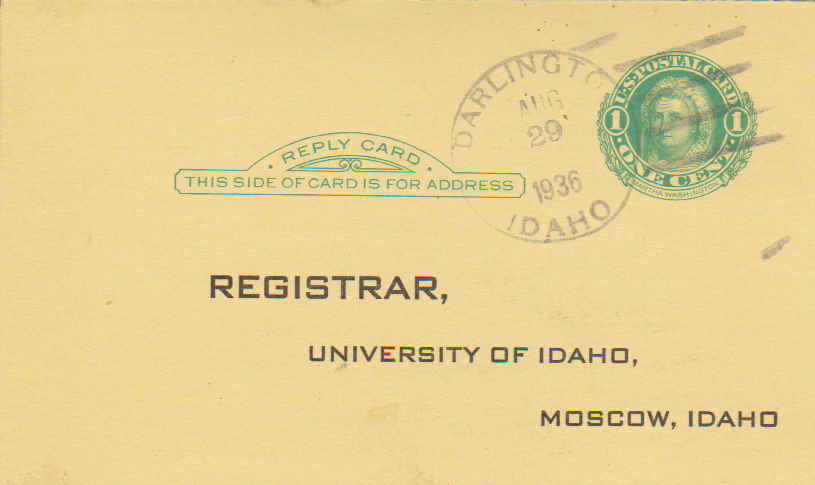 DARLINGTO
AUG
29
1936
IDAHO
U.S. POSTAL CARD
1 1
ONE CENT
MARTHA WASHINGTON
REPLY CARD
THIS SIDE OF CARD IS FOR ADDRESS
REGISTRAR,
UNIVERSITY OF IDAHO,
MOSCOW, IDAHO